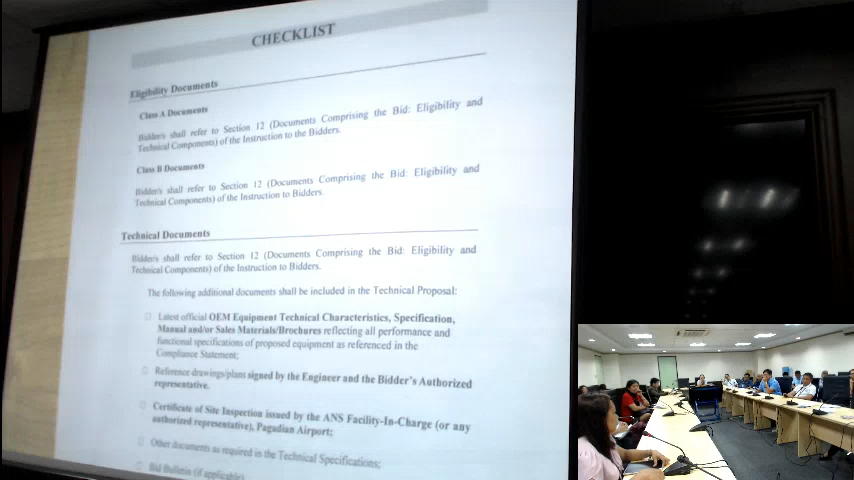 CHECKLIST
Eligibility Documents
Class A Documents
Bidders shall refer to Section 12 (Documents Comprising the Bid: Eligibility and
Technical Components) of the Instruction to the Bidders.
Class B Documents
Bidders shall refer to Section 12 (Documents Comprising the Bid: Eligibility and
Technical Components) of the Instruction to Bidders.
Technical Documents
Bidders shall refer to Section 12 (Documents Comprising the Bid: Eligibility and
Technical Components) of the Instruction to Bidders.
The following additional documents shall be included in the Technical Proposal:
Latest official OEM Equipment Technical Characteristics, Specification,
Manual and/or Sales Materials/Brochures reflecting all performance and
functional specifications of proposed equipment as referenced in the
Compliance Statement;
Reference drawings/plans signed by the Engineer and the Bidder's Authorized
representative.
Certificate of Site Inspection issued by the ANS Facility-In-Charge (or any
authorized representative), Pagadian Airport;
Other documents as required in the Technical Specifications;
Bid Bulletin (if applicable)